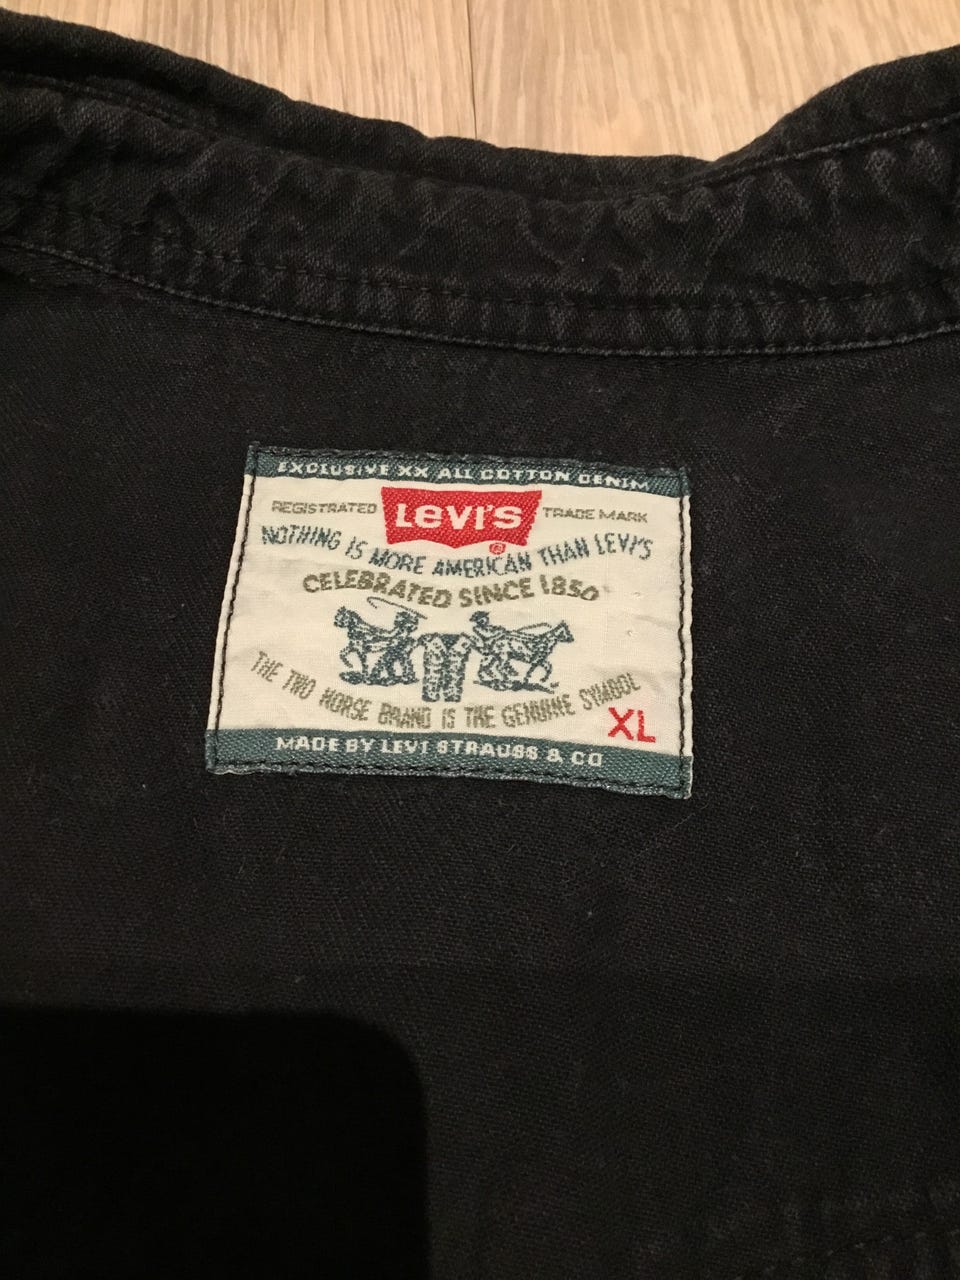 EXCLUSIVE XX ALL COTTON DENIM
REGISTRATED LEVI'S ® TRADE MARK
NOTHING IS MORE AMERICAN THAN LEVI'S
CELEBRATED SINCE 1850
THE TWO HORSE BRAND IS THE GENUINE SYMBOL
XL
MADE BY LEVI STRAUSS & CO